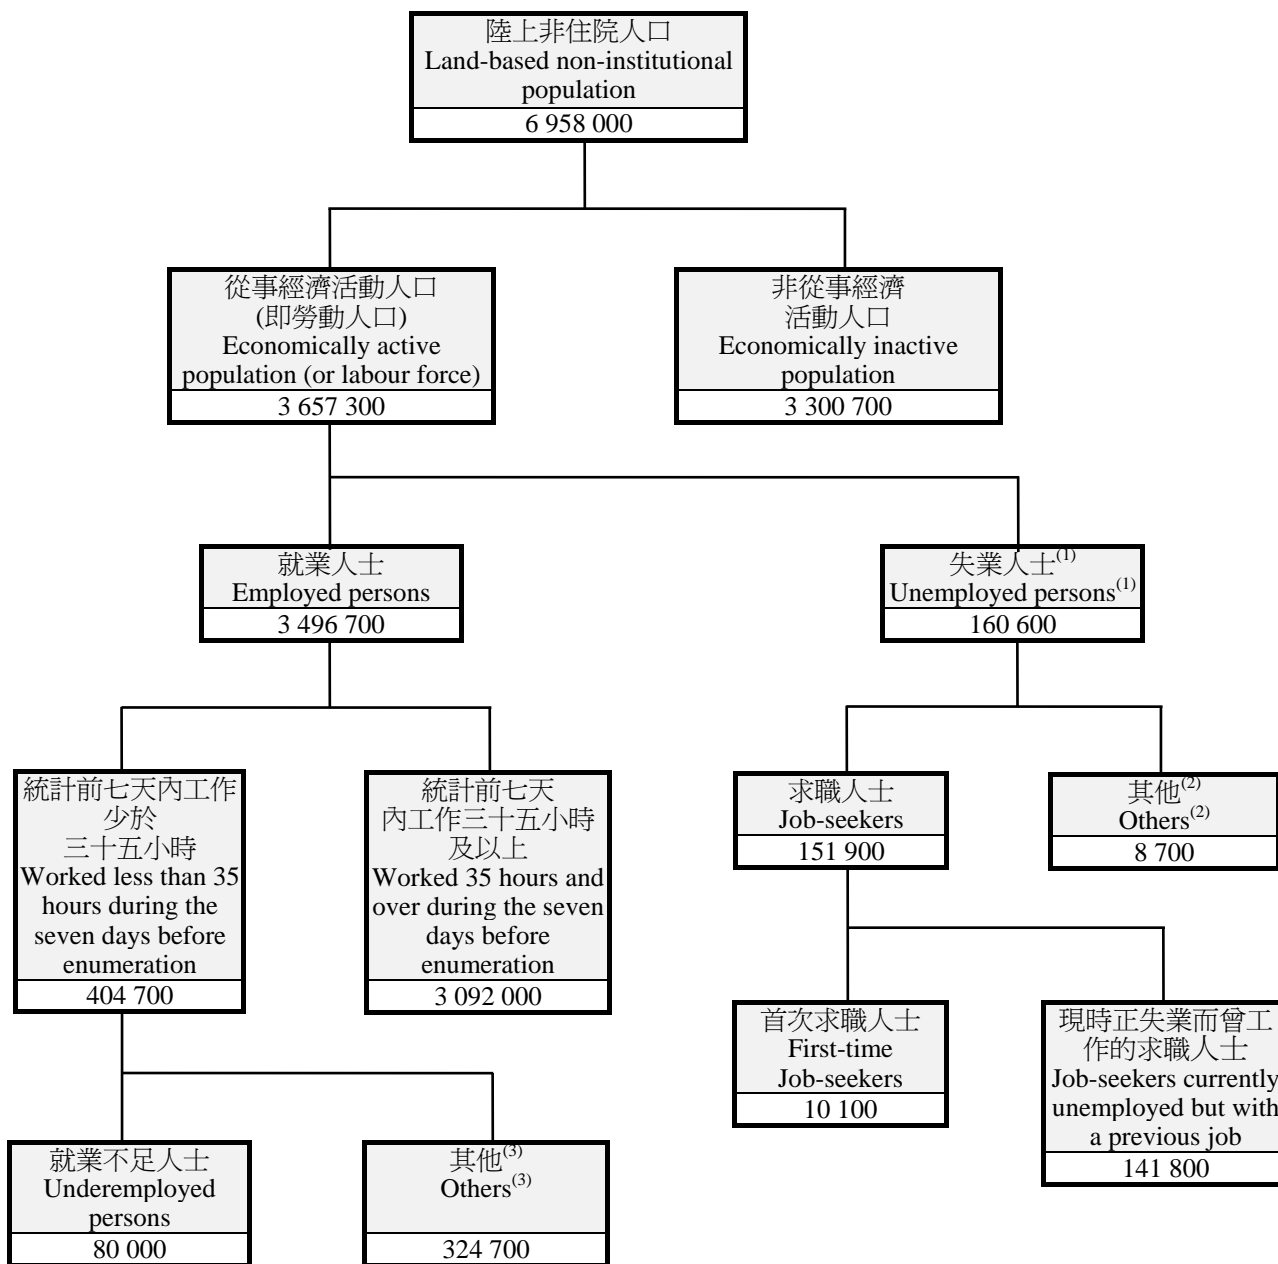 陸上非住院人口
Land-based non-institutional
population
6 958 000
從事經濟活動人口
(即勞動人口)
Economically active
population (or labour force)
3 657 300
非從事經濟
活動人口
Economically inactive
population
3 300 700
就業人士
Employed persons
3 496 700
失業人士(1)
Unemployed persons(1)
160 600
統計前七天內工作
少於
三十五小時
Worked less than 35
hours during the
seven days before
enumeration
404 700
統計前七天
內工作三十五小時
及以上
Worked 35 hours and
over during the seven
days before
enumeration
3 092 000
求職人士
Job-seekers
151 900
其他(2)
Others(2)
8 700
首次求職人士
First-time
Job-seekers
10 100
現時正失業而曾工
作的求職人士
Job-seekers currently
unemployed but with
a previous job
141 800
就業不足人士
Underemployed
persons
80 000
其他(3)
Others(3)
324 700